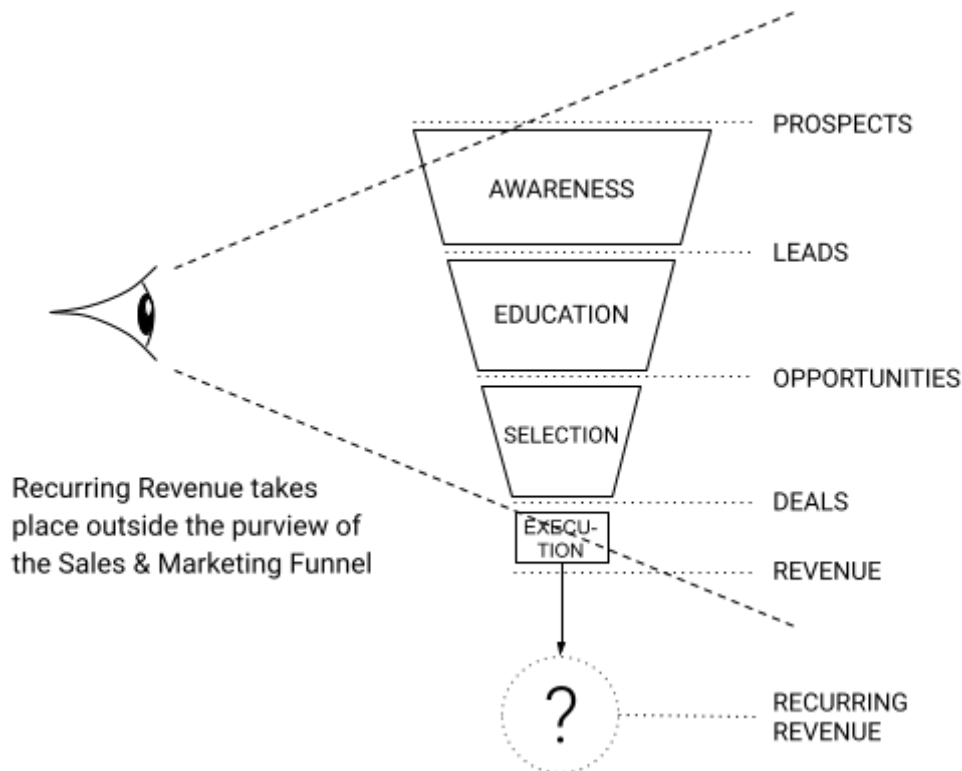 PROSPECTS
AWARENESS
LEADS
EDUCATION
OPPORTUNITIES
SELECTION
Recurring Revenue takes
place outside the purview of
the Sales & Marketing Funnel
DEALS
EXECU-
TION
REVENUE
?
RECURRING
REVENUE